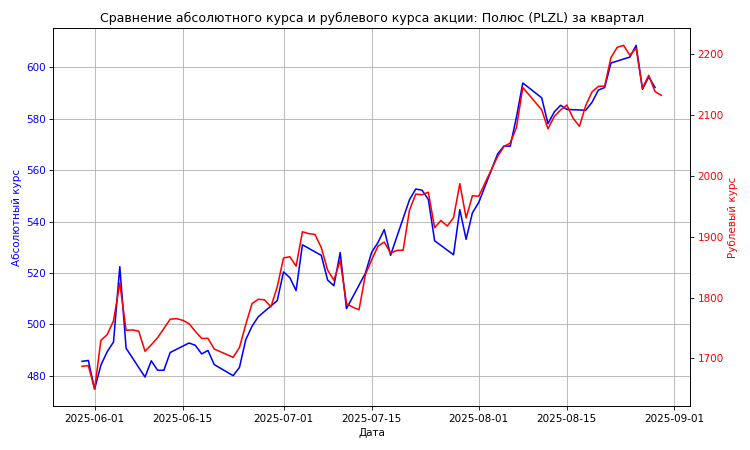 Сравнение абсолютного курса и рублевого курса акции: Полюс (PLZL) за квартал
600
580
560
540
520
500
480
Абсолютный курс
2200
2100
2000
1900
1800
1700
Рублевый курс
2025-06-01 2025-06-15 2025-07-01 2025-07-15 2025-08-01 2025-08-15 2025-09-01
Дата